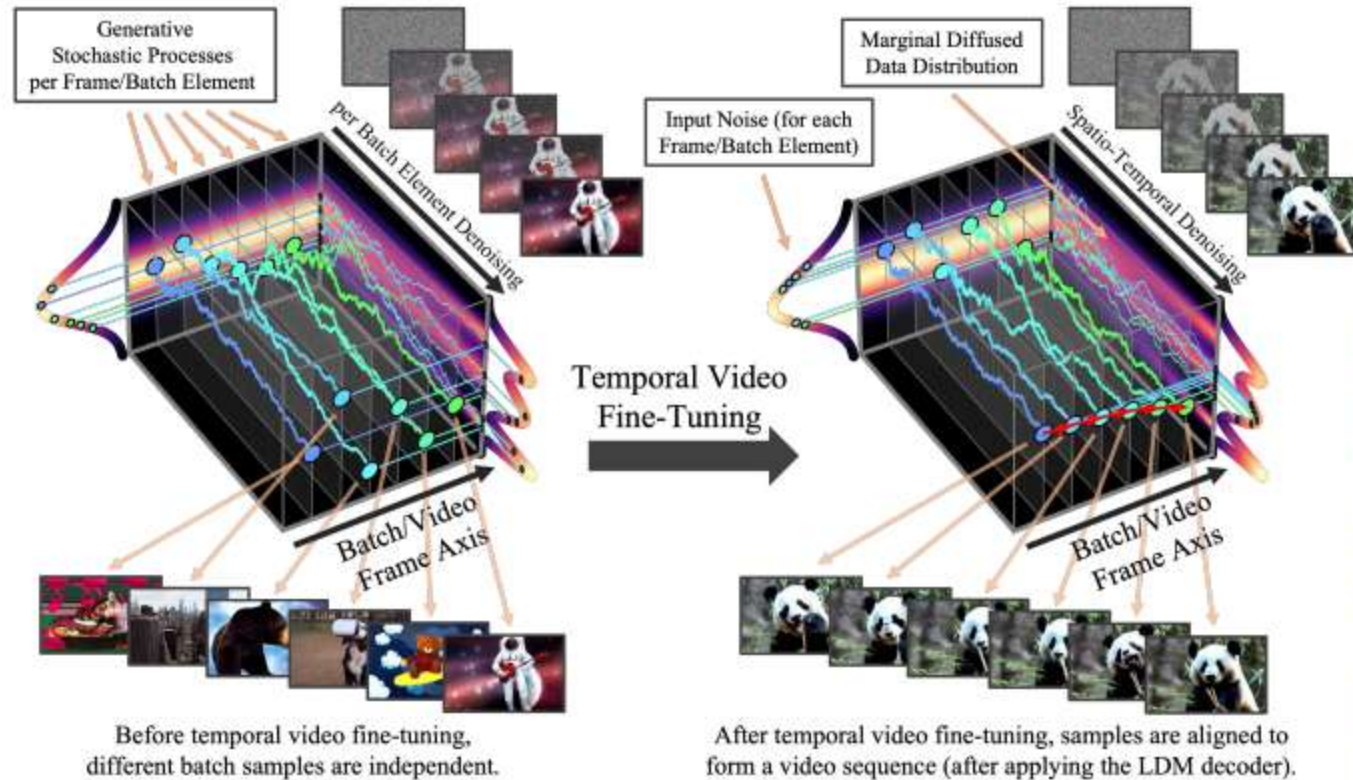 Generative
Stochastic Processes
per Frame/Batch Element
per Batch Element Denoising
Input Noise (for each
Frame/Batch Element)
Marginal Diffused
Data Distribution
Spatio-Temporal Denoising
Temporal Video
Fine-Tuning
Batch/Video
Frame Axis
Batch/Video
Frame Axis
Before temporal video fine-tuning,
different batch samples are independent.
After temporal video fine-tuning, samples are aligned to
form a video sequence (after applying the LDM decoder).